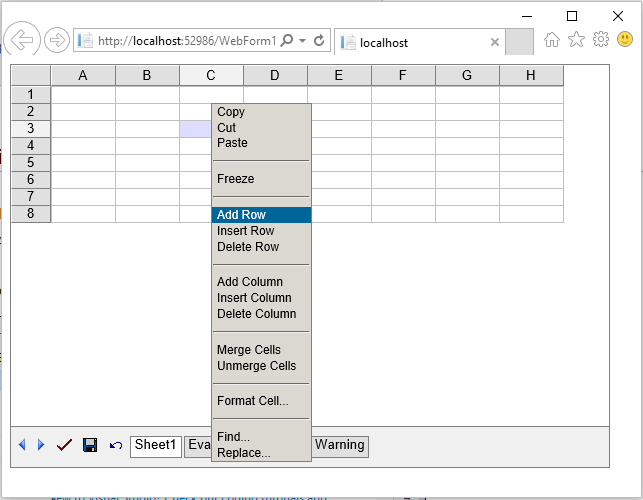 http://localhost:52986/WebForm1
localhost
A B C D E F G H
1
2
3
4
5
6
7
8
Copy
Cut
Paste
Freeze
Add Row
Insert Row
Delete Row
Add Column
Insert Column
Delete Column
Merge Cells
Unmerge Cells
Format Cell...
Find...
Replace...
Sheet1 Eva Warning